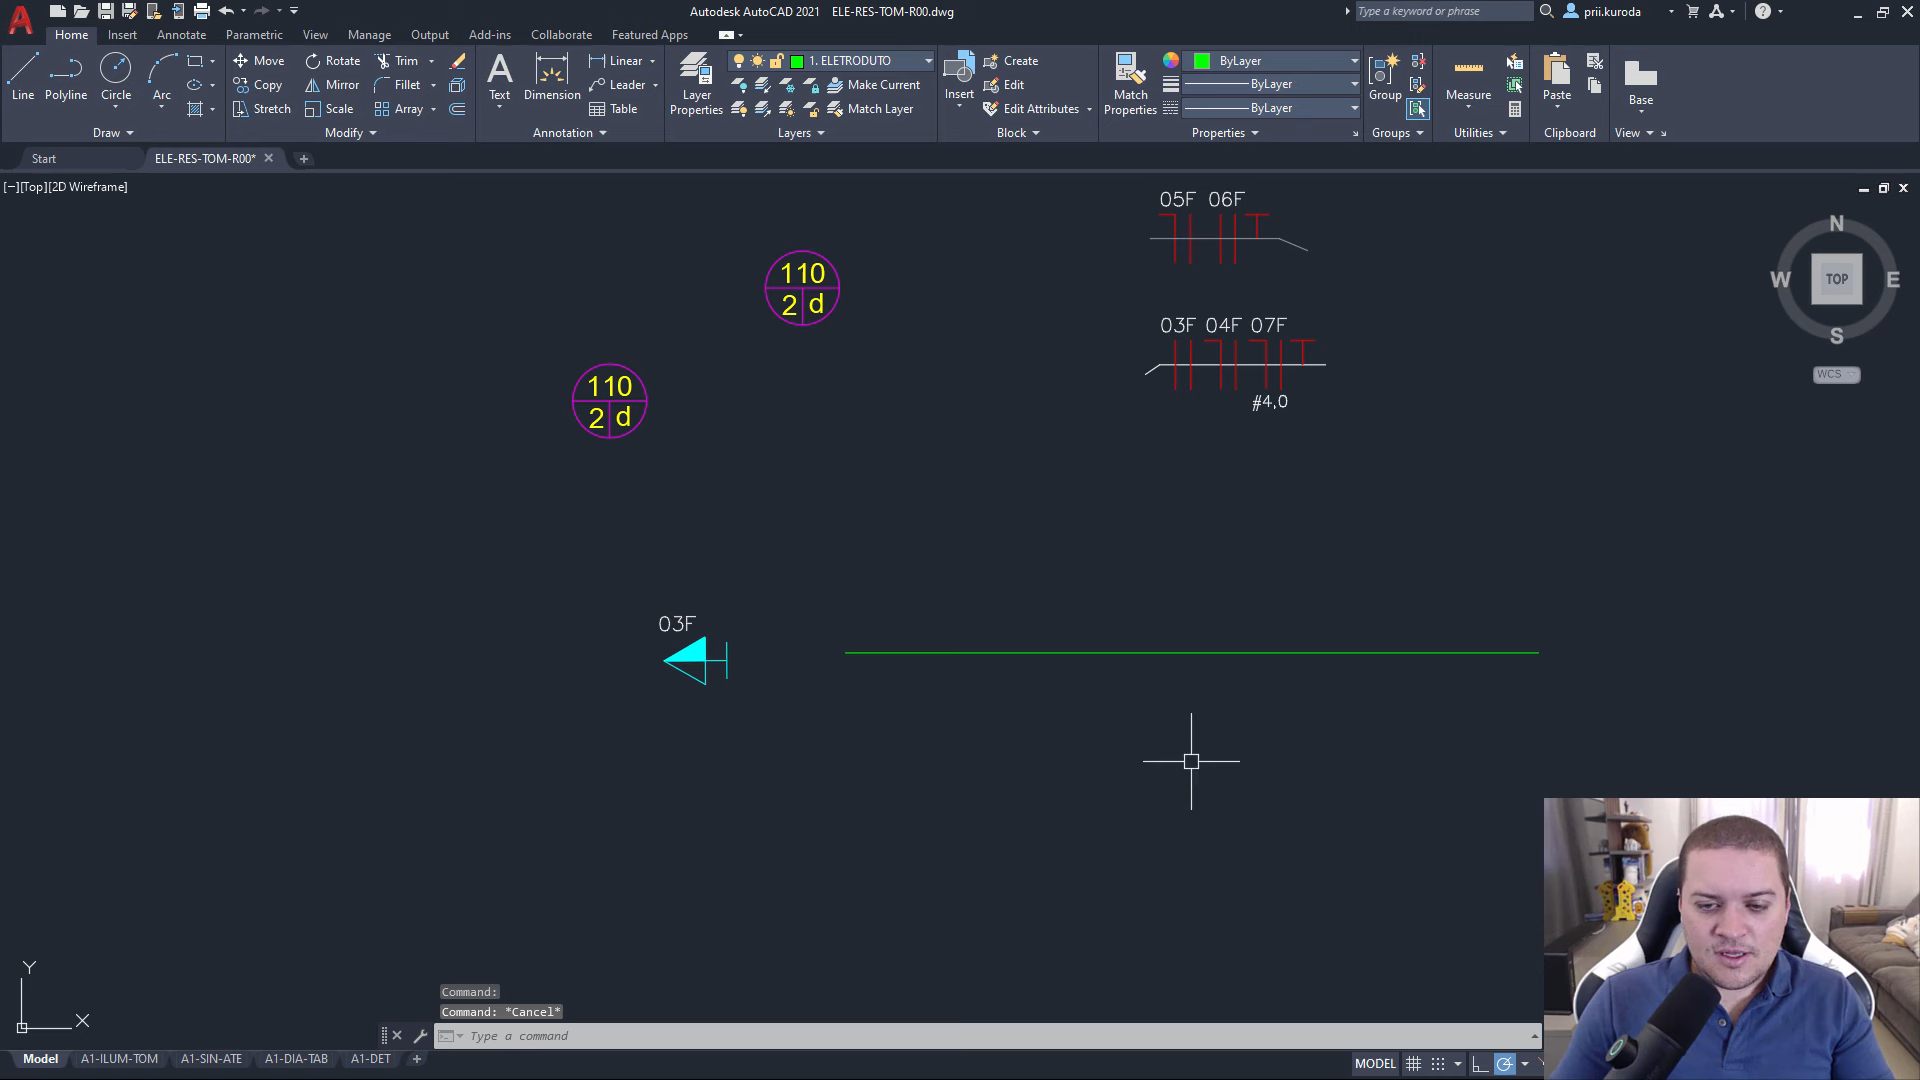 Autodesk AutoCAD 2021 ELE-RES-TOM-R00.dwg
Type a keyword or phrase
prii.kuroda
Home Insert Annotate Parametric View Manage Output Add-ins Collaborate Featured Apps
Line Polyline Circle Arc
Draw
Move Rotate Trim
Copy Mirror Fillet
Stretch Scale Array
Modify
Text Dimension
Linear
Leader
Table
Annotation
Layer Properties
1. ELETRODUTO
Make Current
Match Layer
Layers
Insert
Create
Edit
Edit Attributes
Block
Match Properties
ByLayer
ByLayer
ByLayer
Properties
Group
Groups
Measure
Utilities
Paste
Clipboard
Base
View
Start ELE-RES-TOM-R00*
[−][Top][2D Wireframe]
05F 06F
110
2 d
03F 04F 07F
#4,0
110
2 d
03F
N
W TOP E
S
WCS
Y
X
Command:
Command: *Cancel*
Type a command
Model A1-ILUM-TOM A1-SIN-ATE A1-DIA-TAB A1-DET
MODEL